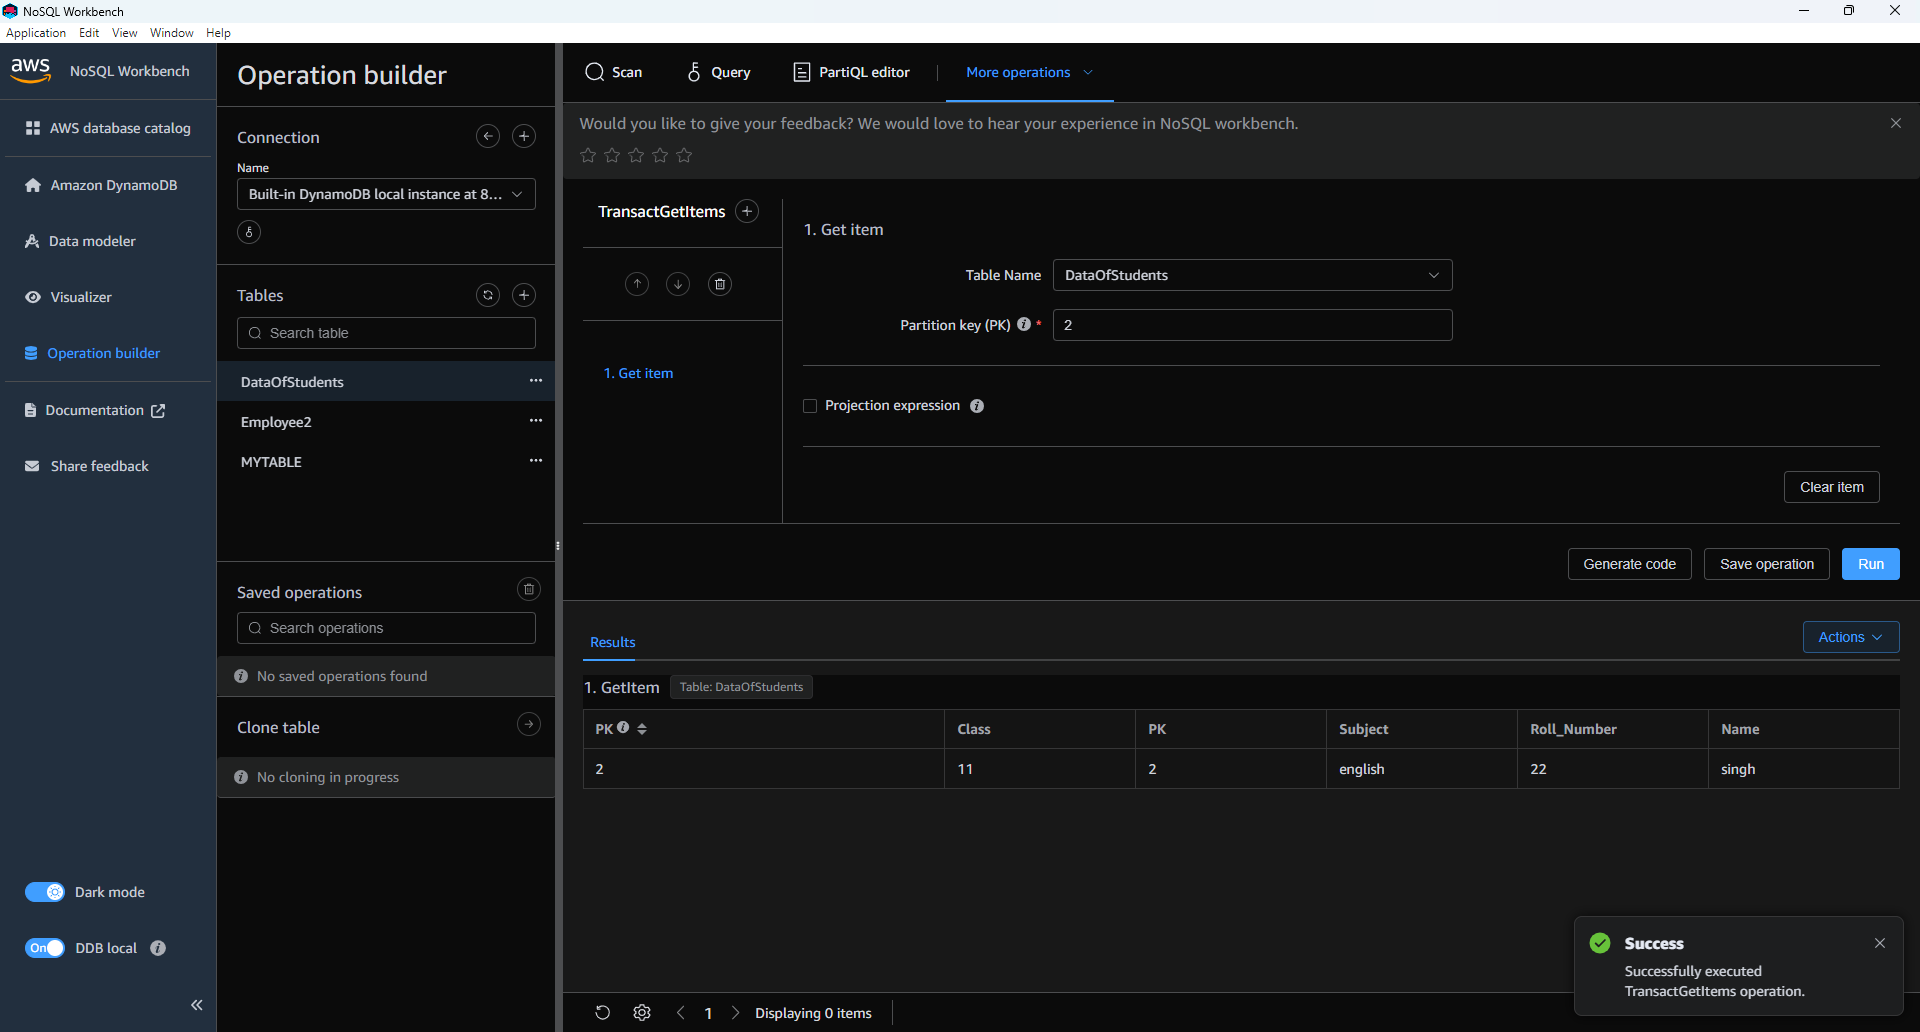 NoSQL Workbench
Application Edit View Window Help
aws NoSQL Workbench
AWS database catalog
Amazon DynamoDB
Data modeler
Visualizer
Operation builder
Documentation
Share feedback
Dark mode
On DDB local
Operation builder
Connection
Name
Built-in DynamoDB local instance at 8...
Tables
Search table
DataOfStudents
Employee2
MYTABLE
Saved operations
Search operations
No saved operations found
Clone table
No cloning in progress
Scan Query PartiQL editor More operations
Would you like to give your feedback? We would love to hear your experience in NoSQL workbench.
TransactGetItems
1. Get item
1. Get item
Table Name DataOfStudents
Partition key (PK) * 2
Projection expression
Clear item
Generate code Save operation Run
Results Actions
1. GetItem Table: DataOfStudents
PK Class PK Subject Roll_Number Name
2 11 2 english 22 singh
1 Displaying 0 items
Success
Successfully executed
TransactGetItems operation.